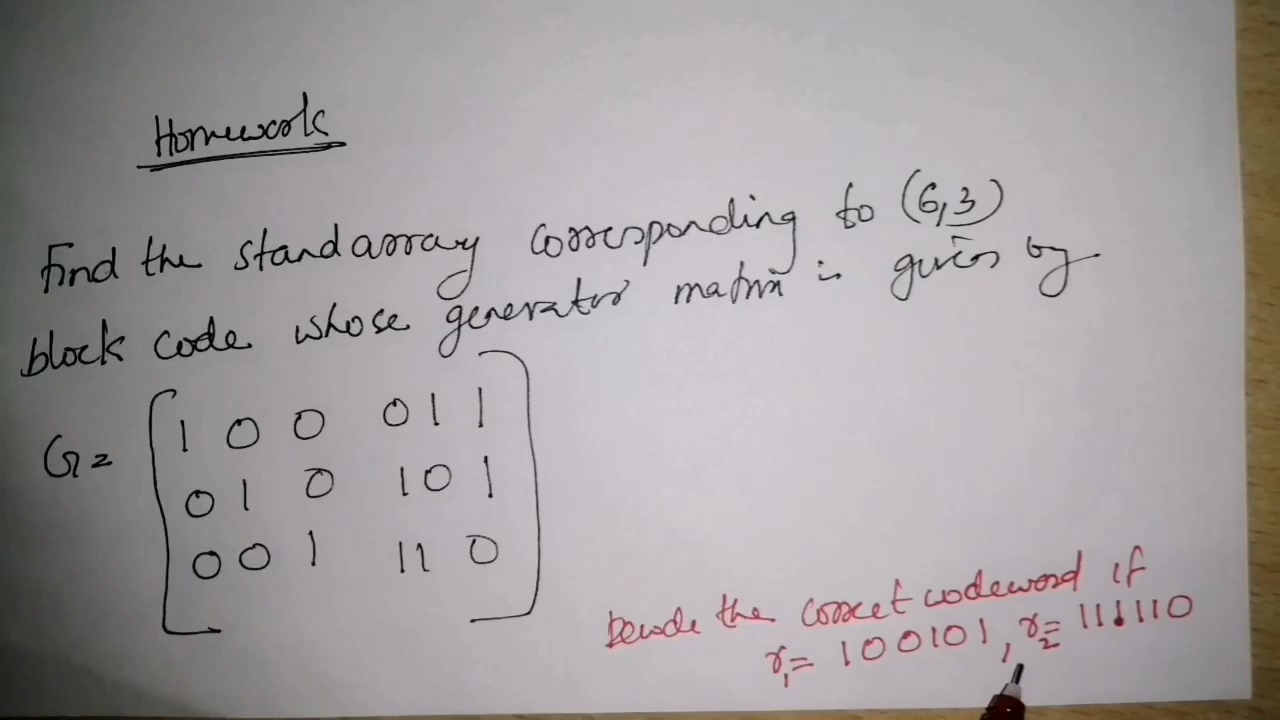 Homework
Find the standarray corresponding to (6,3)
block code whose generator matrix is given by
G = [1 0 0 0 1 1
0 1 0 1 0 1
0 0 1 1 1 0]
Decode the correct codeword if
r1 = 100101, r2 = 111110